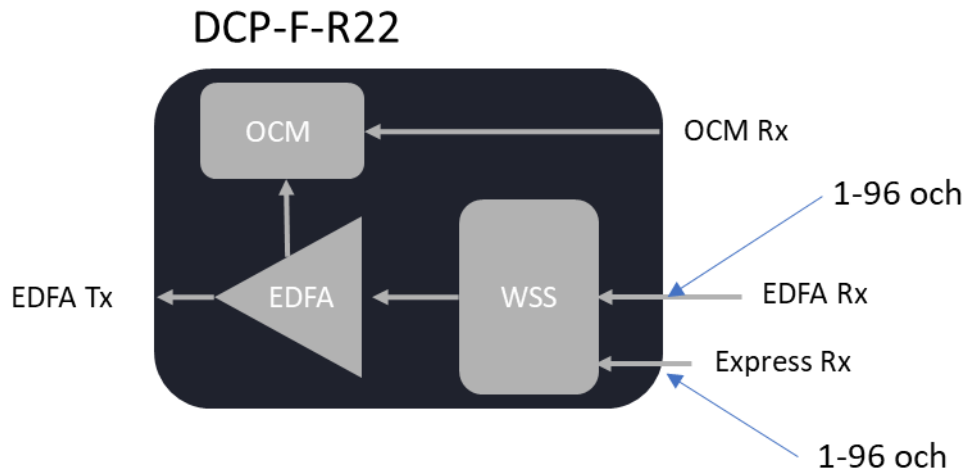 DCP-F-R22
OCM
OCM Rx
1-96 och
EDFA Tx
EDFA
WSS
EDFA Rx
Express Rx
1-96 och